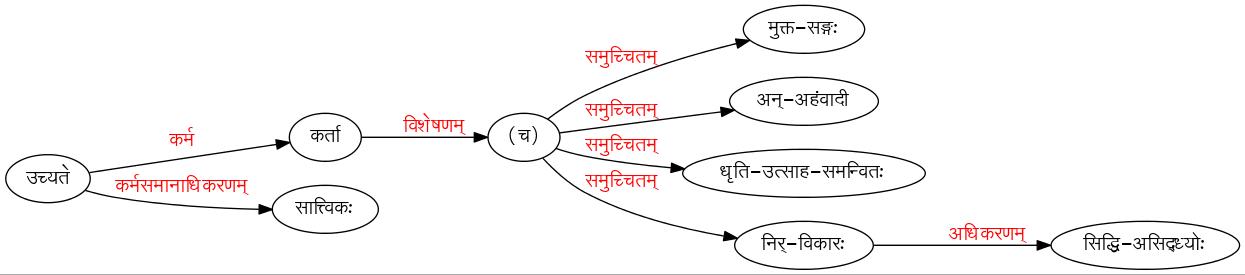 मुक्त-सङ्गः
समुच्चितम्
अन्-अहंवादी
समुच्चितम्
कर्म
कर्ता
विशेषणम्
(च)
समुच्चितम्
धृति-उत्साह-समन्वितः
उच्यते
कर्मसमानाधिकरणम्
समुच्चितम्
सात्त्विकः
अधिकरणम्
निर्-विकारः
सिद्धि-असिद्ध्योः